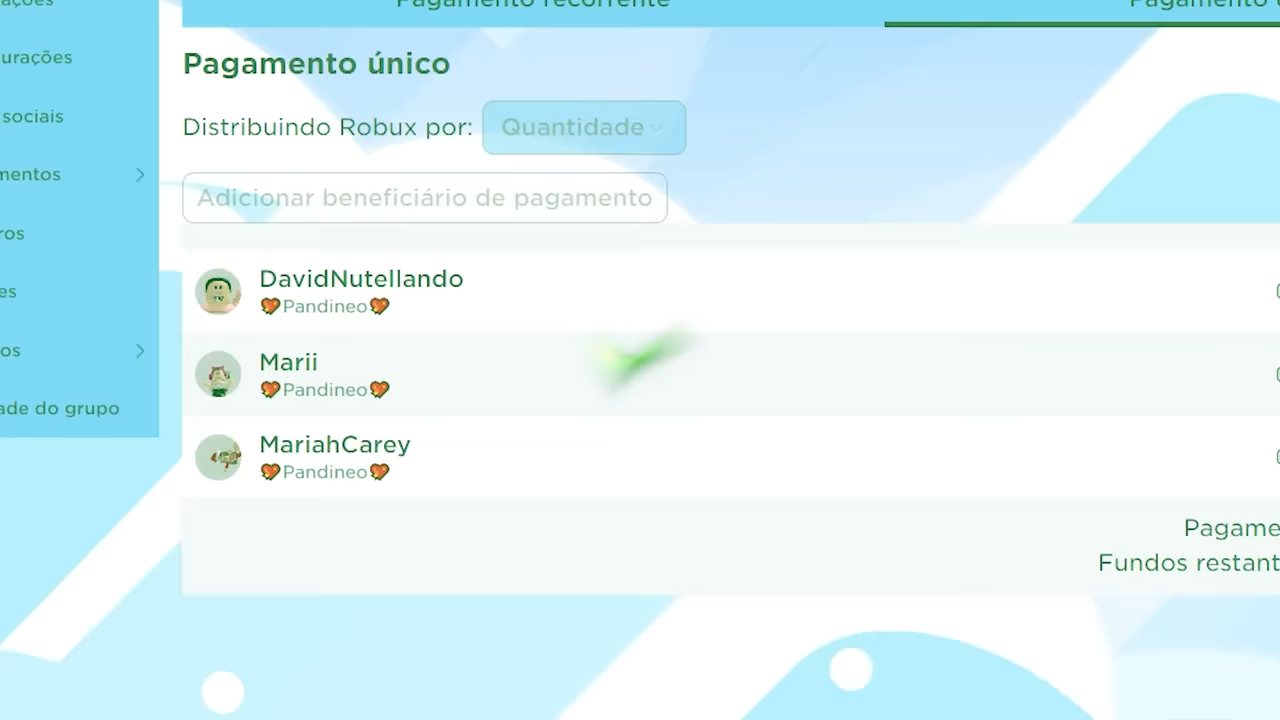 Pagamento recorrente
Pagamento
urações
sociais
mentos
ros
es
os
ade do grupo
Pagamento único
Distribuindo Robux por: Quantidade
Adicionar beneficiário de pagamento
DavidNutellando
💖Pandineo💖
Marii
💖Pandineo💖
MariahCarey
💖Pandineo💖
Pagame
Fundos restant